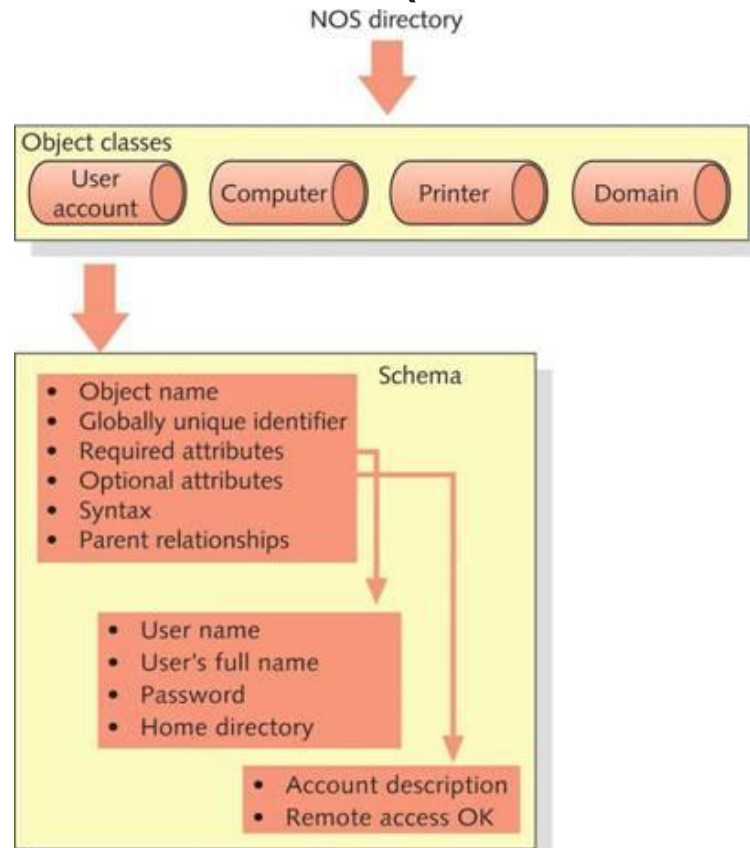 NOS directory
Object classes
User
account
Computer
Printer
Domain
Schema
• Object name
• Globally unique identifier
• Required attributes
• Optional attributes
• Syntax
• Parent relationships
• User name
• User's full name
• Password
• Home directory
• Account description
• Remote access OK